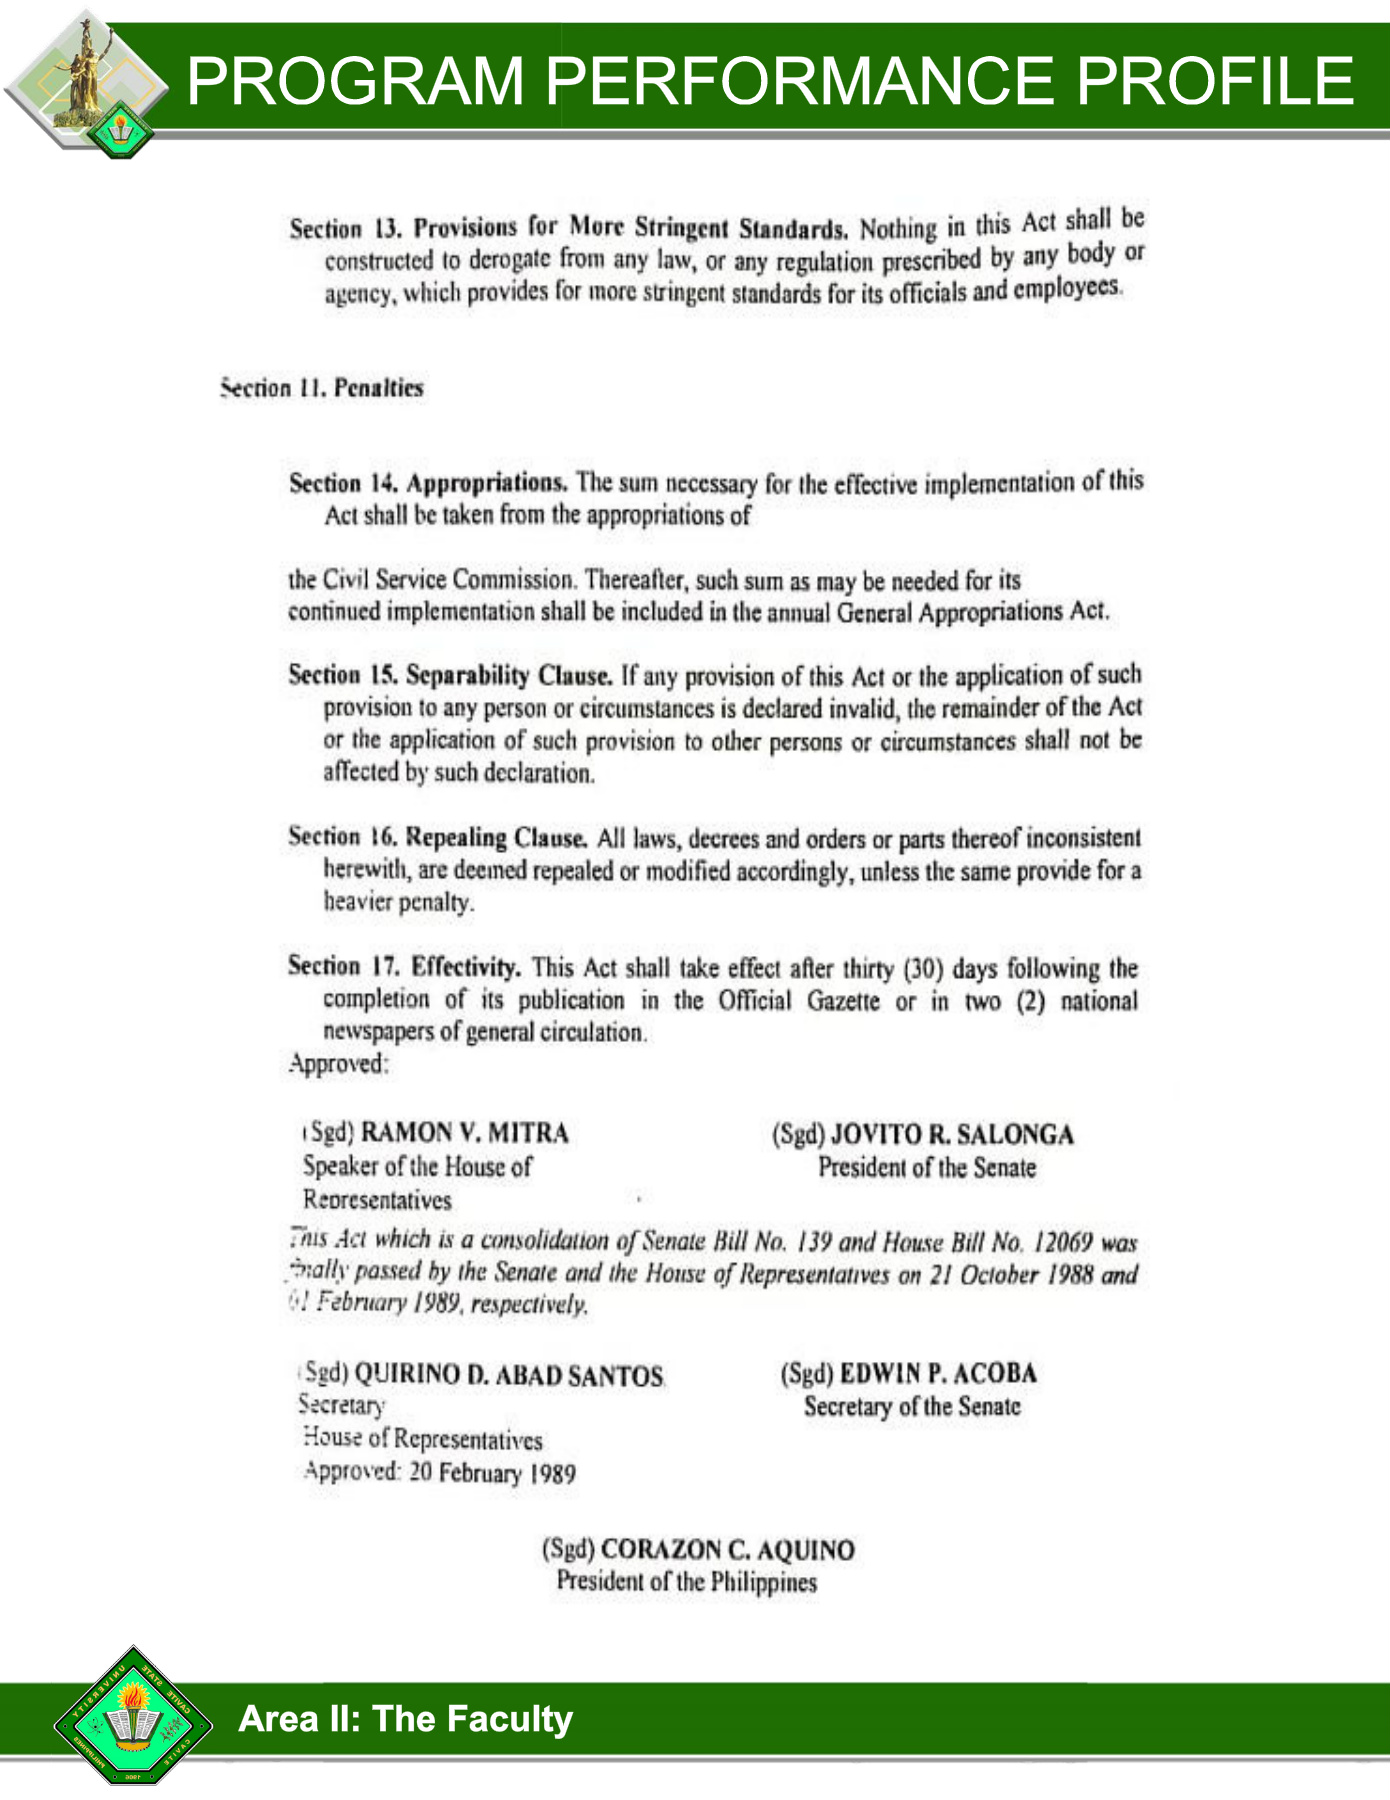 PROGRAM PERFORMANCE PROFILE
Section 13. Provisions for More Stringent Standards. Nothing in this Act shall be
constructed to derogate from any law, or any regulation prescribed by any body or
agency, which provides for more stringent standards for its officials and employees.
Section 11. Penalties
Section 14. Appropriations. The sum necessary for the effective implementation of this
Act shall be taken from the appropriations of
the Civil Service Commission. Thereafter, such sum as may be needed for its
continued implementation shall be included in the annual General Appropriations Act.
Section 15. Separability Clause. If any provision of this Act or the application of such
provision to any person or circumstances is declared invalid, the remainder of the Act
or the application of such provision to other persons or circumstances shall not be
affected by such declaration.
Section 16. Repealing Clause. All laws, decrees and orders or parts thereof inconsistent
herewith, are deemed repealed or modified accordingly, unless the same provide for a
heavier penalty.
Section 17. Effectivity. This Act shall take effect after thirty (30) days following the
completion of its publication in the Official Gazette or in two (2) national
newspapers of general circulation.
Approved:
(Sgd) RAMON V. MITRA
Speaker of the House of
Representatives
(Sgd) JOVITO R. SALONGA
President of the Senate
This Act which is a consolidation of Senate Bill No. 139 and House Bill No. 12069 was
finally passed by the Senate and the House of Representatives on 21 October 1988 and
February 1989, respectively.
(Sgd) QUIRINO D. ABAD SANTOS
Secretary
House of Representatives
Approved: 20 February 1989
(Sgd) EDWIN P. ACOBA
Secretary of the Senate
(Sgd) CORAZON C. AQUINO
President of the Philippines
CAVITE STATE UNIVERSITY
CAVITE
PHILIPPINES
1906
Area II: The Faculty